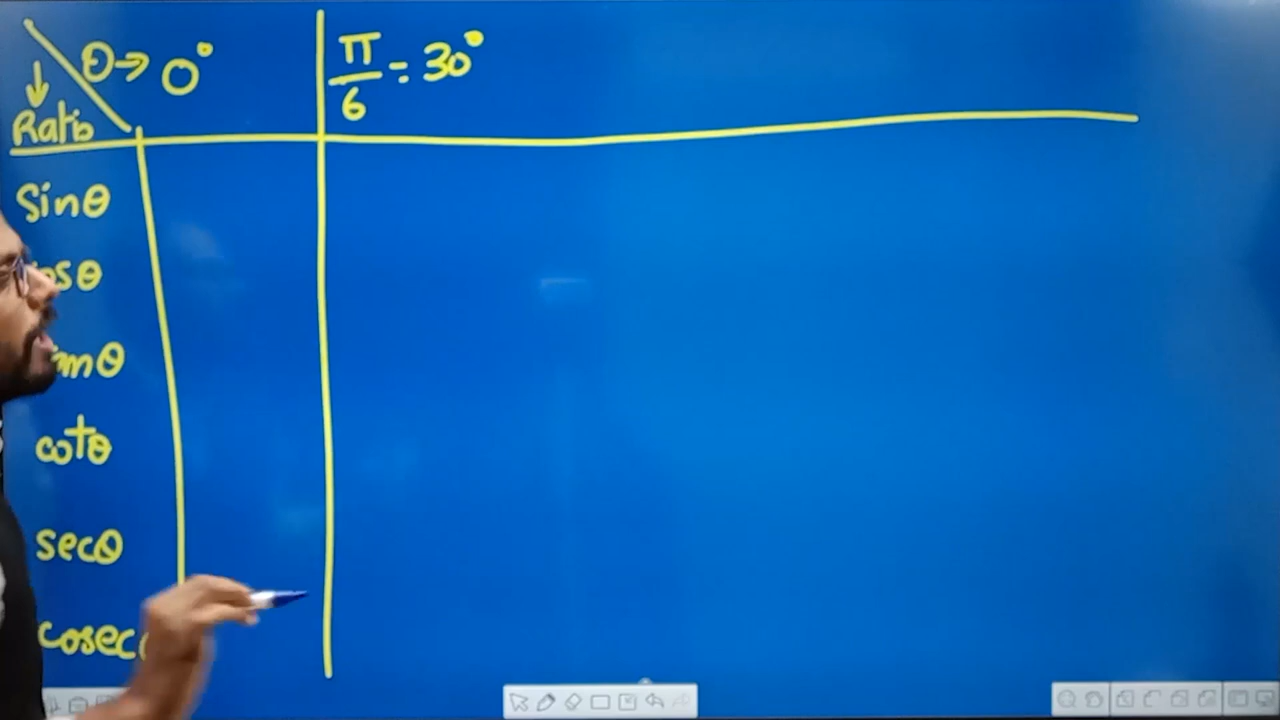 θ→ 0°
π/6 = 30°
↓
Ratio
Sinθ
θ
cotθ
secθ